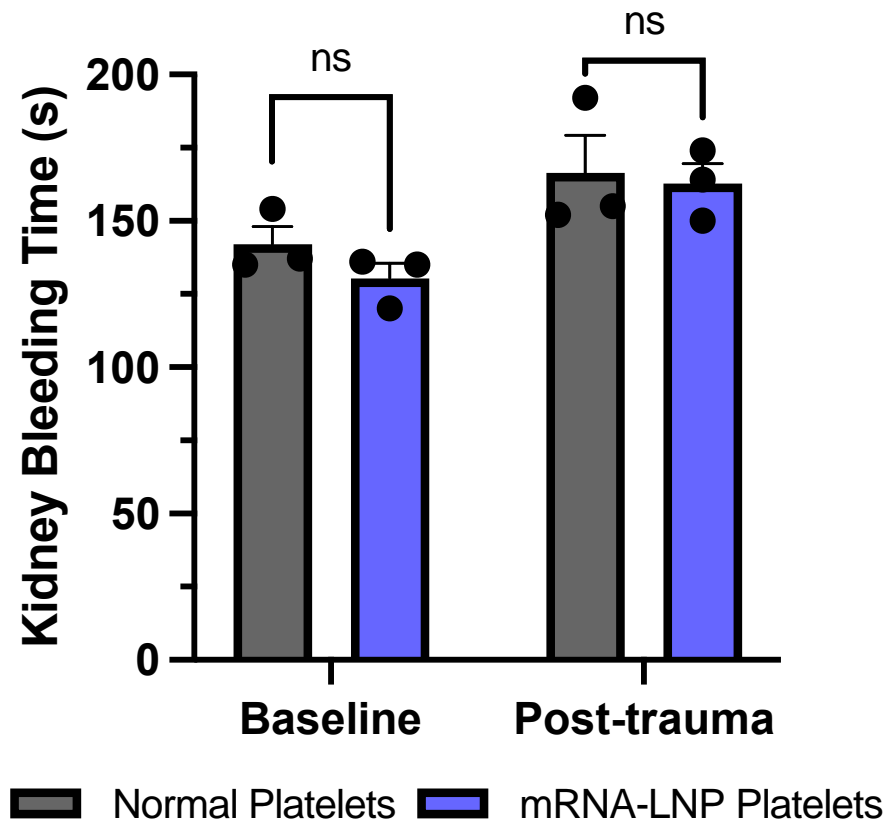 ns
ns
Kidney Bleeding Time (s)
200
150
100
50
0
Baseline Post-trauma
Normal Platelets mRNA-LNP Platelets